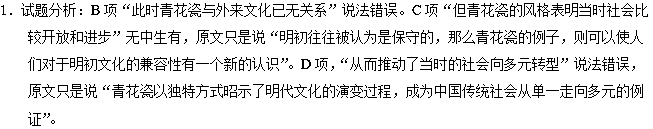 1．试题分析：B 项“此时青花瓷与外来文化已无关系”说法错误。C 项“但青花瓷的风格表明当时社会比
较开放和进步”无中生有，原文只是说“明初往往被认为是保守的，那么青花瓷的例子，则可以使人
们对于明初文化的兼容性有一个新的认识”。D 项，“从而推动了当时的社会向多元转型”说法错误，
原文只是说“青花瓷以独特方式昭示了明代文化的演变过程，成为中国传统社会从单一走向多元的例
证”。